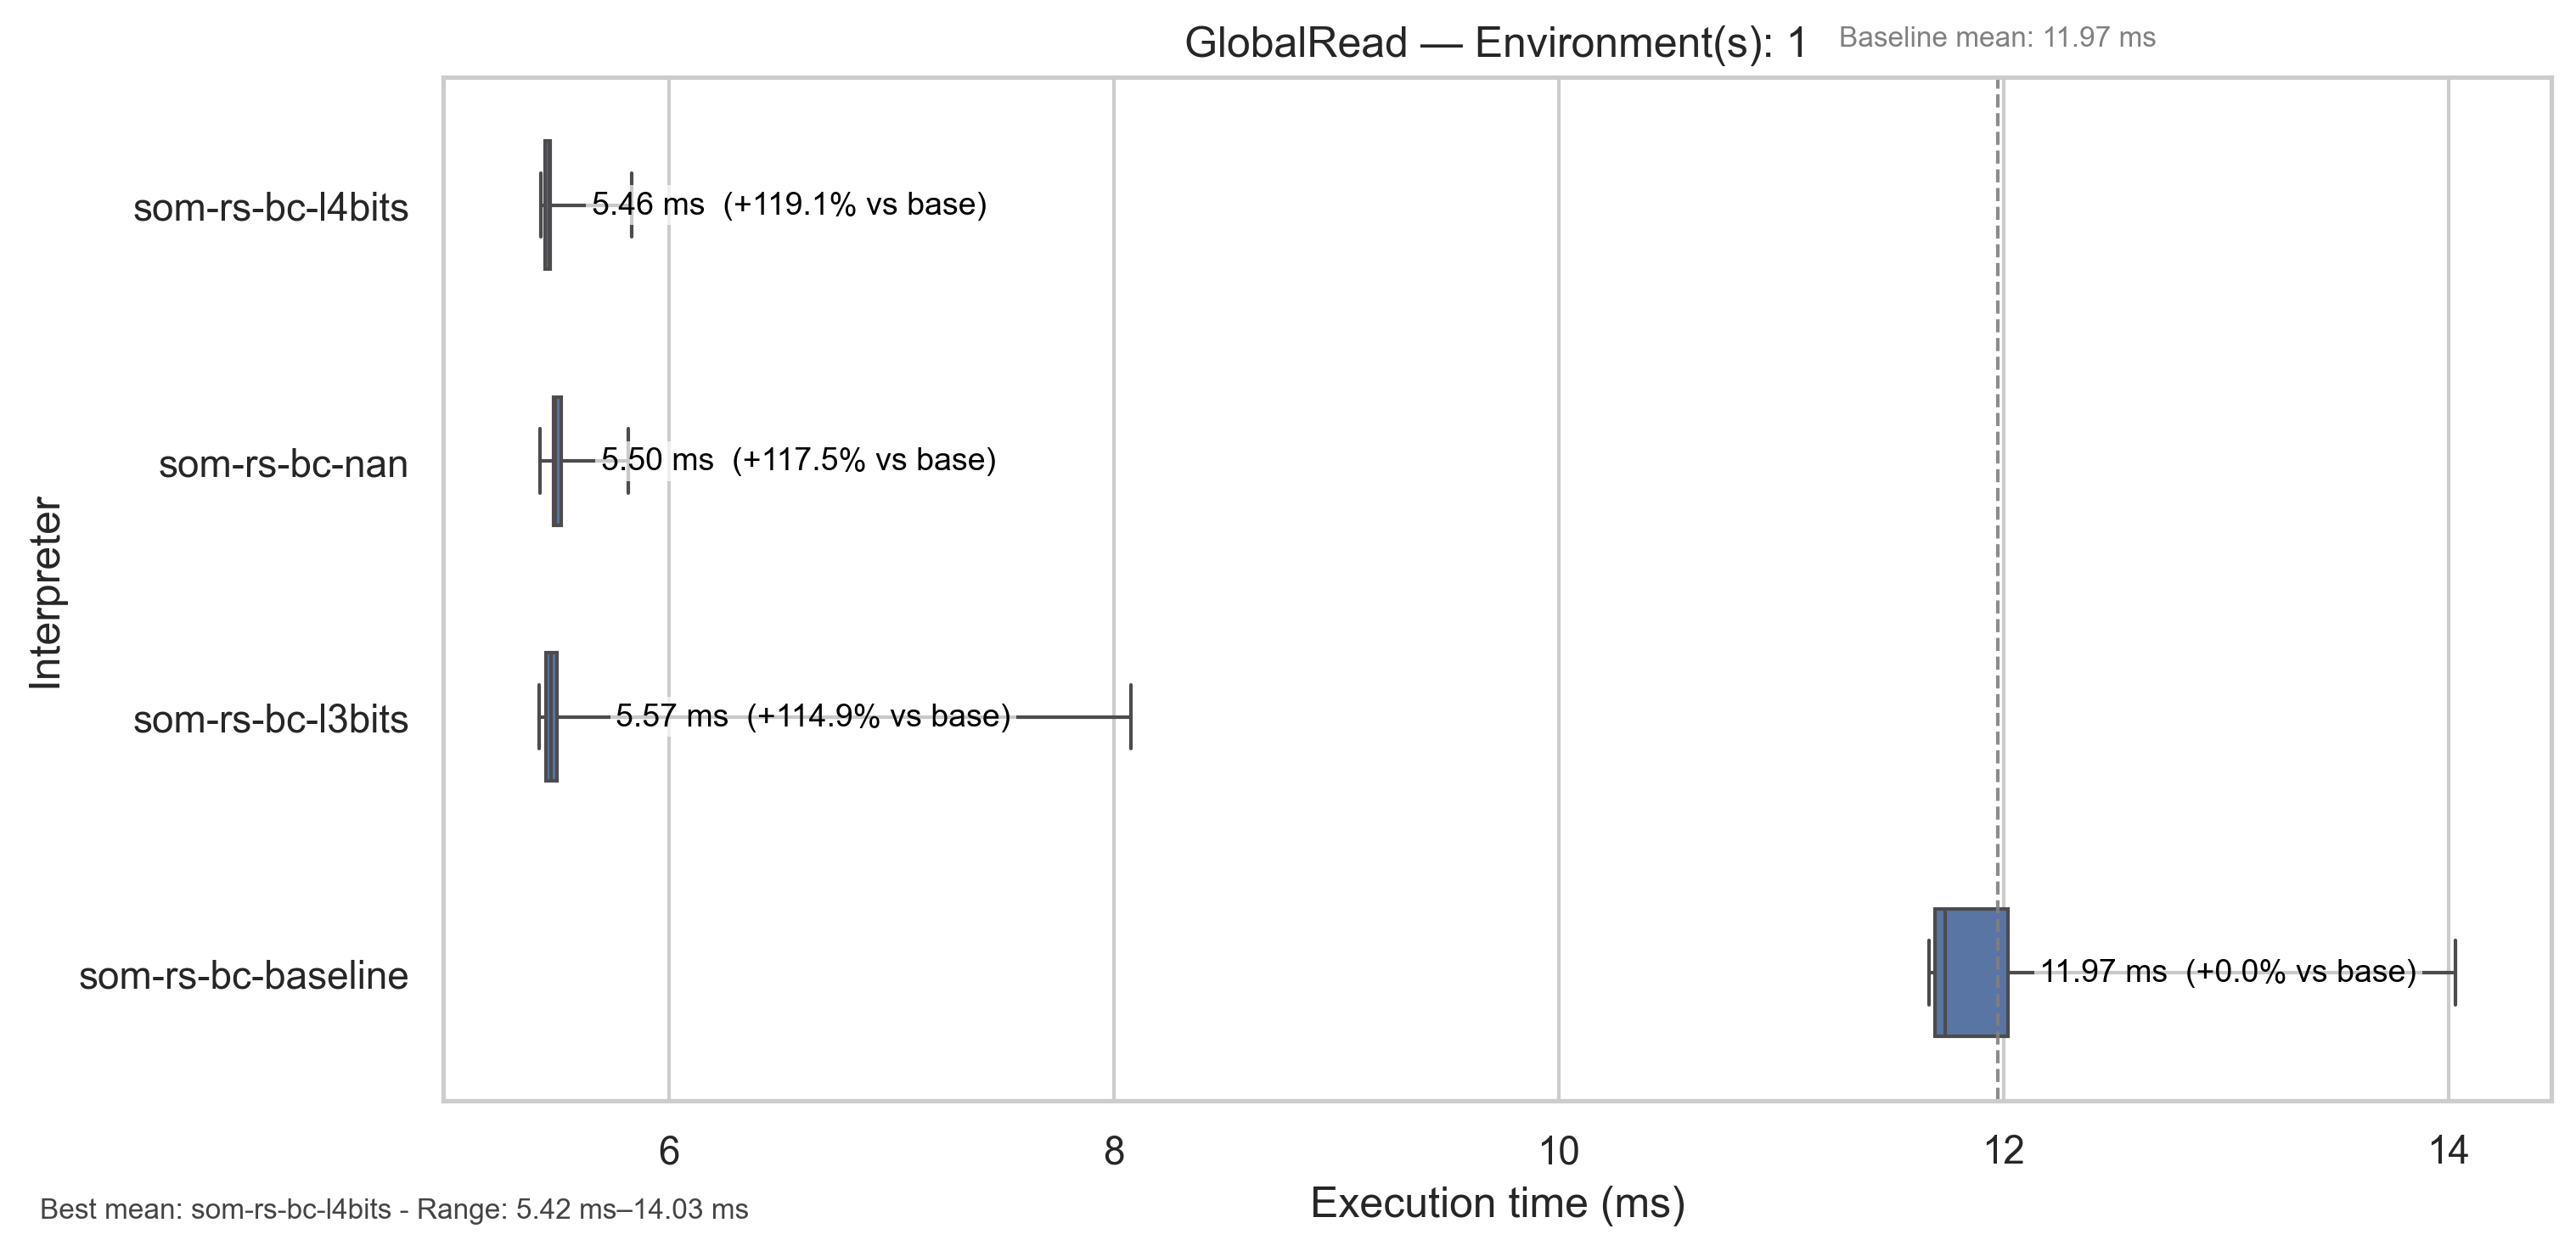 GlobalRead — Environment(s): 1
Baseline mean: 11.97 ms
som-rs-bc-l4bits
5.46 ms (+119.1% vs base)
som-rs-bc-nan
5.50 ms (+117.5% vs base)
som-rs-bc-l3bits
5.57 ms (+114.9% vs base)
som-rs-bc-baseline
11.97 ms (+0.0% vs base)
Interpreter
6 8 10 12 14
Execution time (ms)
Best mean: som-rs-bc-l4bits - Range: 5.42 ms–14.03 ms